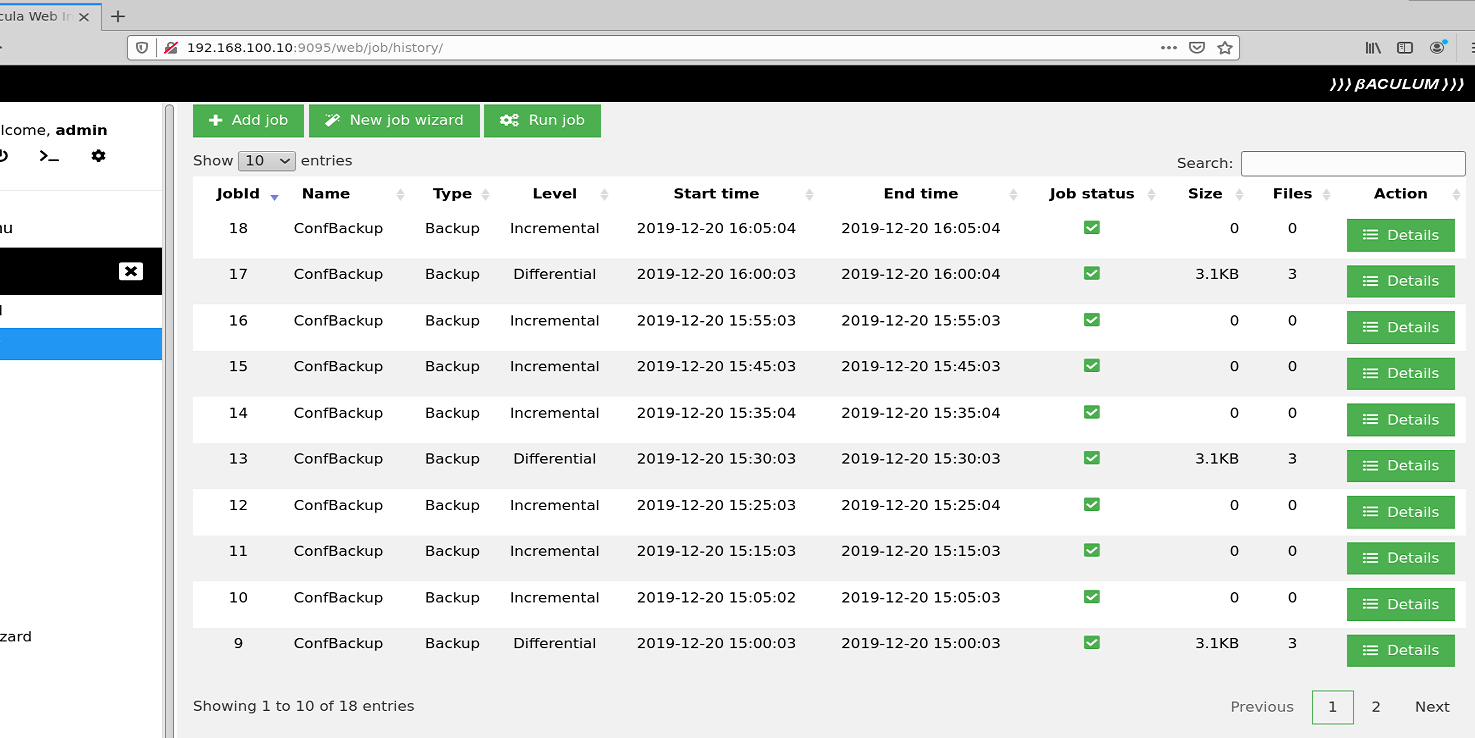 cula Web In
192.168.100.10:9095/web/job/history/
⟩⟩⟩ βACULUM ⟩⟩⟩
lcome, admin
nu
zard
Add job New job wizard Run job
Show 10 entries
Search:
JobId Name Type Level Start time End time Job status Size Files Action
18 ConfBackup Backup Incremental 2019-12-20 16:05:04 2019-12-20 16:05:04 0 0 Details
17 ConfBackup Backup Differential 2019-12-20 16:00:03 2019-12-20 16:00:04 3.1KB 3 Details
16 ConfBackup Backup Incremental 2019-12-20 15:55:03 2019-12-20 15:55:03 0 0 Details
15 ConfBackup Backup Incremental 2019-12-20 15:45:03 2019-12-20 15:45:03 0 0 Details
14 ConfBackup Backup Incremental 2019-12-20 15:35:04 2019-12-20 15:35:04 0 0 Details
13 ConfBackup Backup Differential 2019-12-20 15:30:03 2019-12-20 15:30:03 3.1KB 3 Details
12 ConfBackup Backup Incremental 2019-12-20 15:25:03 2019-12-20 15:25:04 0 0 Details
11 ConfBackup Backup Incremental 2019-12-20 15:15:03 2019-12-20 15:15:03 0 0 Details
10 ConfBackup Backup Incremental 2019-12-20 15:05:02 2019-12-20 15:05:03 0 0 Details
9 ConfBackup Backup Differential 2019-12-20 15:00:03 2019-12-20 15:00:03 3.1KB 3 Details
Showing 1 to 10 of 18 entries
Previous 1 2 Next